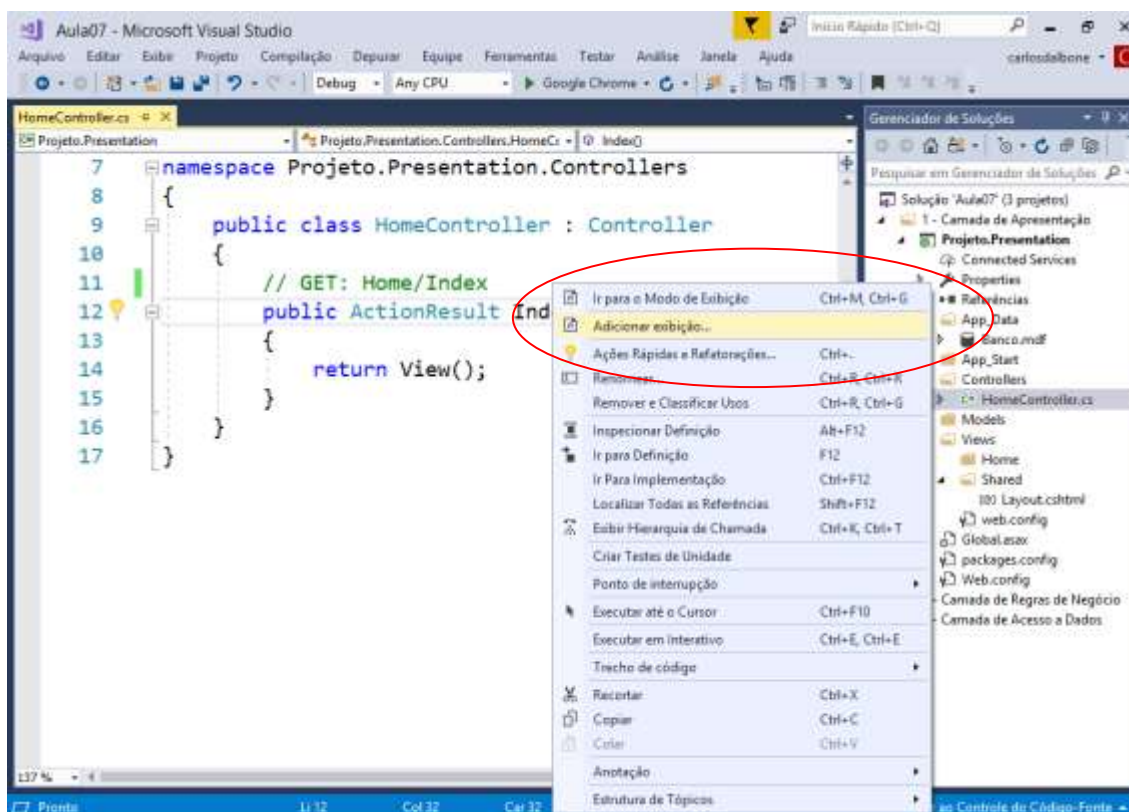 Aula07 - Microsoft Visual Studio
Início Rápido (Ctrl+Q)
Arquivo Editar Exibir Projeto Compilação Depurar Equipe Ferramentas Testar Análise Janela Ajuda
carlosdalbone
Debug Any CPU Google Chrome
HomeController.cs
Gerenciador de Soluções
Projeto.Presentation
Projeto.Presentation.Controllers.HomeCo
Index()
Pesquisar em Gerenciador de Soluções
7 namespace Projeto.Presentation.Controllers
8 {
9 public class HomeController : Controller
10 {
11 // GET: Home/Index
12 public ActionResult Ind
13 {
14 return View();
15 }
16 }
17 }
Ir para o Modo de Exibição Ctrl+M, Ctrl+G
Adicionar exibição...
Ações Rápidas e Refatorações... Ctrl+.
Renomear... Ctrl+R, Ctrl+R
Remover e Classificar Usos Ctrl+R, Ctrl+G
Inspecionar Definição Alt+F12
Ir para Definição F12
Ir Para Implementação Ctrl+F12
Localizar Todas as Referências Shift+F12
Exibir Hierarquia de Chamada Ctrl+K, Ctrl+T
Criar Testes de Unidade
Ponto de interrupção
Executar até o Cursor Ctrl+F10
Executar em Interativo Ctrl+E, Ctrl+E
Trecho de código
Recortar Ctrl+X
Copiar Ctrl+C
Colar Ctrl+V
Anotação
Estrutura de Tópicos
Solução 'Aula07' (3 projetos)
1 - Camada de Apresentação
Projeto.Presentation
Connected Services
Properties
Referências
App_Data
Banco.mdf
App_Start
Controllers
HomeController.cs
Models
Views
Home
Shared
Layout.cshtml
web.config
Global.asax
packages.config
Web.config
- Camada de Regras de Negócio
- Camada de Acesso a Dados
137 %
Pronto Li 12 Col 32 Car 32
ao Controle do Código-Fonte